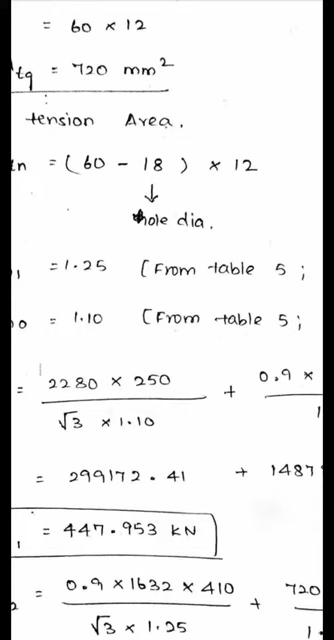 = 60 × 12
tg = 720 mm²
tension Area.
tn = (60 - 18) × 12
↓
hole dia.
= 1.25 [From table 5;
= 1.10 [From table 5;
= 2280 × 250 / √3 × 1.10 + 0.9 ×
= 299172.41 + 1487
= 447.953 KN
= 0.9 × 1632 × 410 / √3 × 1.25 + 720